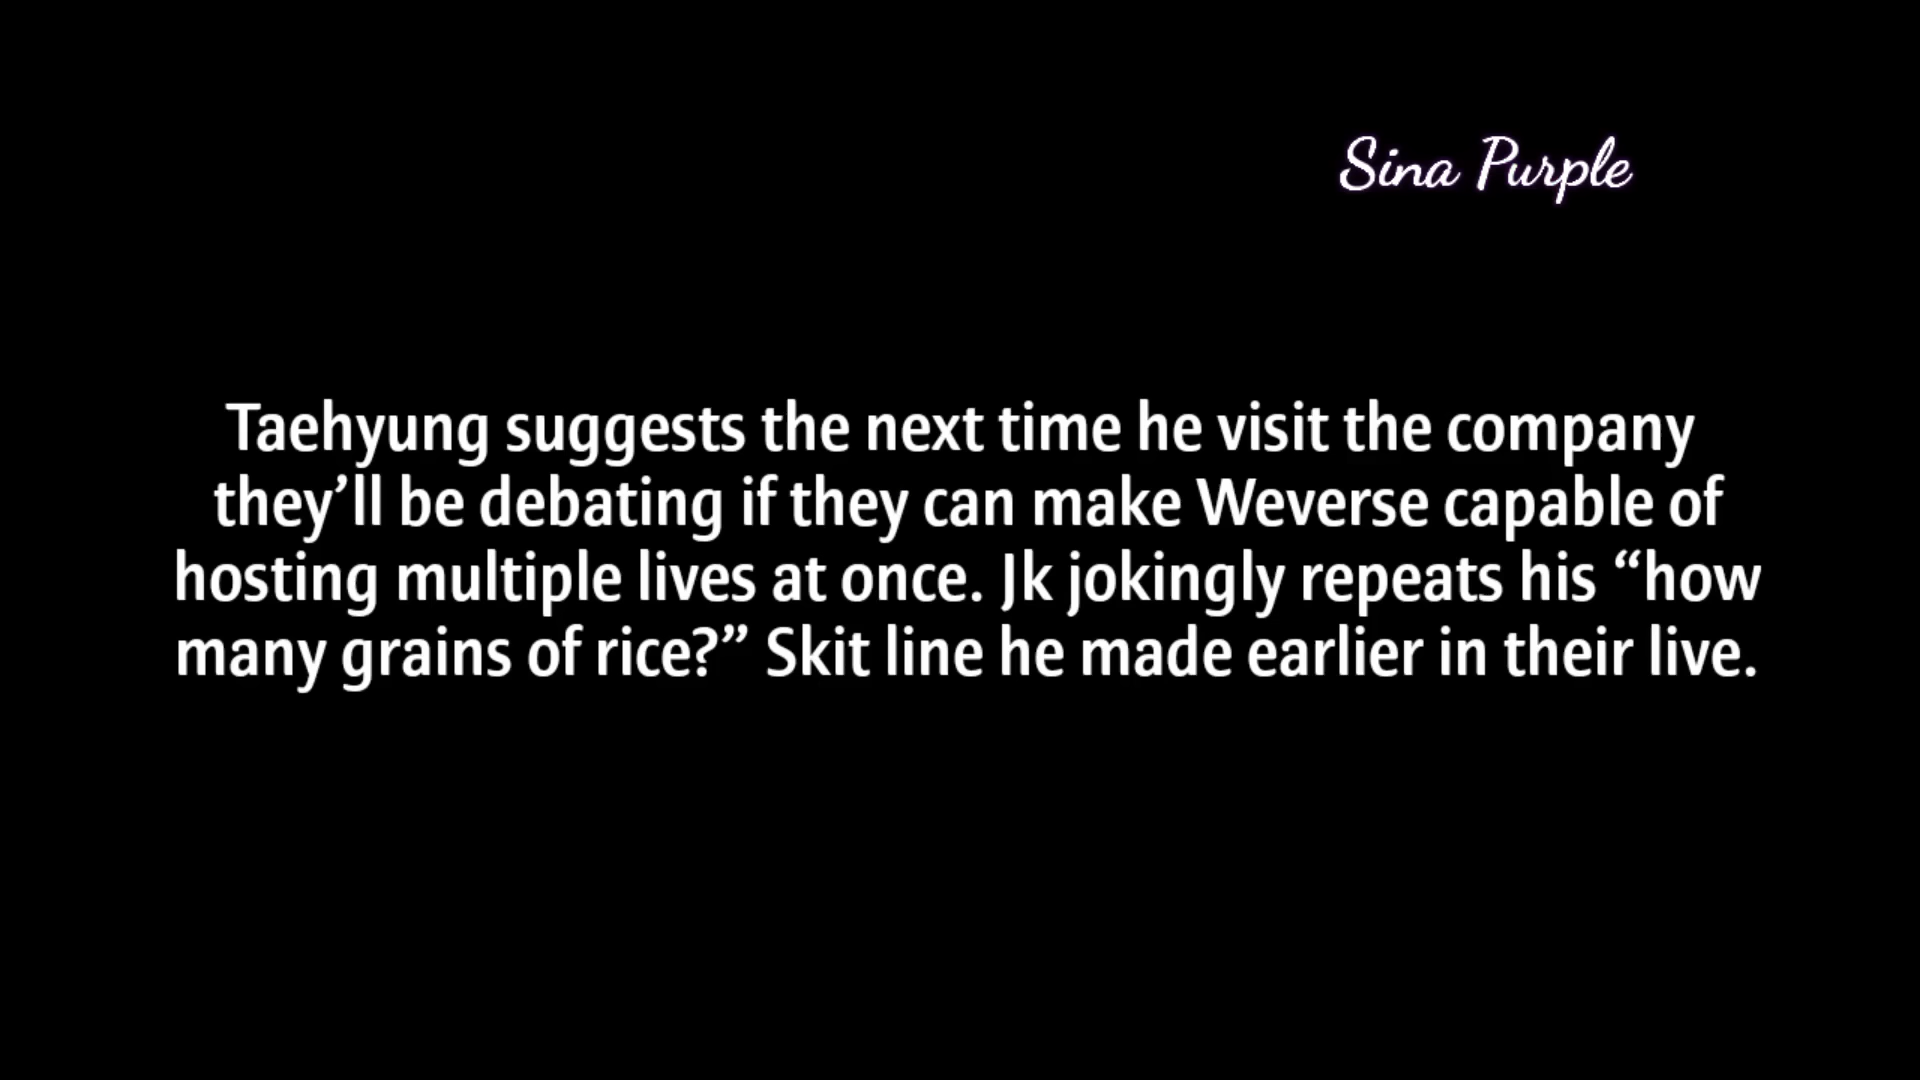 Sina Purple
Taehyung suggests the next time he visit the company
they’ll be debating if they can make Weverse capable of
hosting multiple lives at once. Jk jokingly repeats his “how
many grains of rice?” Skit line he made earlier in their live.